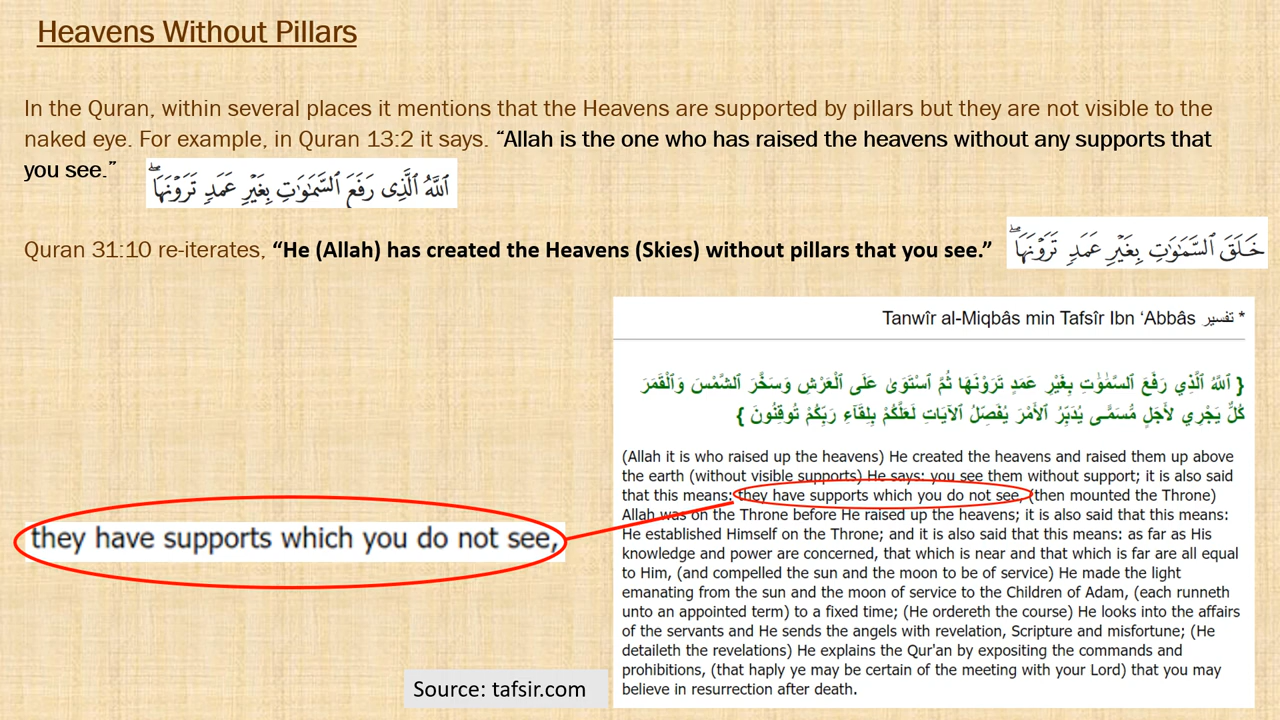 Heavens Without Pillars
In the Quran, within several places it mentions that the Heavens are supported by pillars but they are not visible to the
naked eye. For example, in Quran 13:2 it says. “Allah is the one who has raised the heavens without any supports that
you see.”
ٱللَّهُ ٱلَّذِى رَفَعَ ٱلسَّمَـٰوَٰتِ بِغَيْرِ عَمَدٍ تَرَوْنَهَا ۖ
Quran 31:10 re-iterates, “He (Allah) has created the Heavens (Skies) without pillars that you see.”
خَلَقَ ٱلسَّمَـٰوَٰتِ بِغَيْرِ عَمَدٍ تَرَوْنَهَا ۖ
* تفسير Tanwîr al-Miqbâs min Tafsîr Ibn ‘Abbâs
{ ٱللَّهُ ٱلَّذِي رَفَعَ ٱلسَّمَٰوَٰتِ بِغَيْرِ عَمَدٍ تَرَوْنَهَا ثُمَّ ٱسْتَوَىٰ عَلَى ٱلْعَرْشِ وَسَخَّرَ ٱلشَّمْسَ وَٱلْقَمَرَ
كُلٌّ يَجْرِي لأَجَلٍ مُّسَمًّـى يُدَبِّرُ ٱلأَمْرَ يُفَصِّلُ ٱلآيَاتِ لَعَلَّكُمْ بِلِقَآءِ رَبِّكُمْ تُوقِنُونَ }
(Allah it is who raised up the heavens) He created the heavens and raised them up above
the earth (without visible supports) He says: you see them without support; it is also said
that this means: they have supports which you do not see, (then mounted the Throne)
Allah was on the Throne before He raised up the heavens; it is also said that this means:
He established Himself on the Throne; and it is also said that this means: as far as His
knowledge and power are concerned, that which is near and that which is far are all equal
to Him, (and compelled the sun and the moon to be of service) He made the light
emanating from the sun and the moon of service to the Children of Adam, (each runneth
unto an appointed term) to a fixed time; (He ordereth the course) He looks into the affairs
of the servants and He sends the angels with revelation, Scripture and misfortune; (He
detaileth the revelations) He explains the Qur'an by expositing the commands and
prohibitions, (that haply ye may be certain of the meeting with your Lord) that you may
believe in resurrection after death.
they have supports which you do not see,
Source: tafsir.com